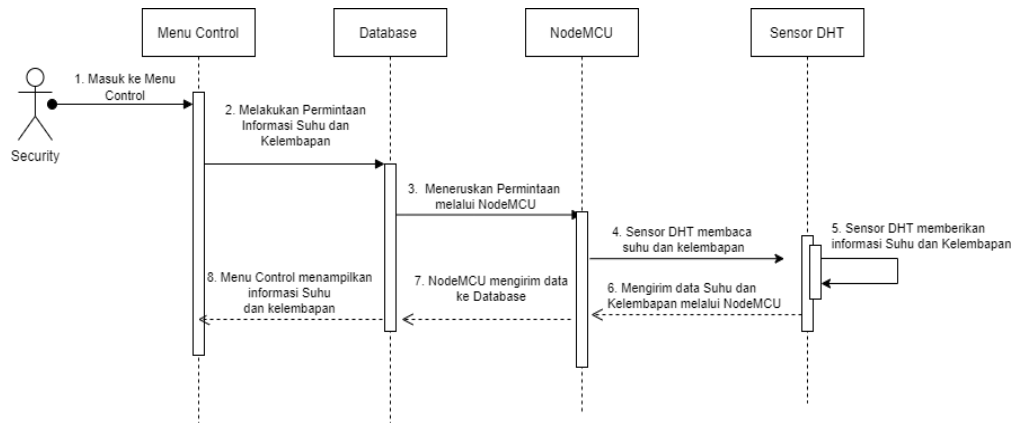 Menu Control
Database
NodeMCU
Sensor DHT
Security
1. Masuk ke Menu
Control
2. Melakukan Permintaan
Informasi Suhu dan
Kelembapan
3. Meneruskan Permintaan
melalui NodeMCU
4. Sensor DHT membaca
suhu dan kelembapan
5. Sensor DHT memberikan
informasi Suhu dan Kelembapan
6. Mengirim data Suhu dan
Kelembapan melalui NodeMCU
7. NodeMCU mengirim data
ke Database
8. Menu Control menampilkan
informasi Suhu
dan kelembapan